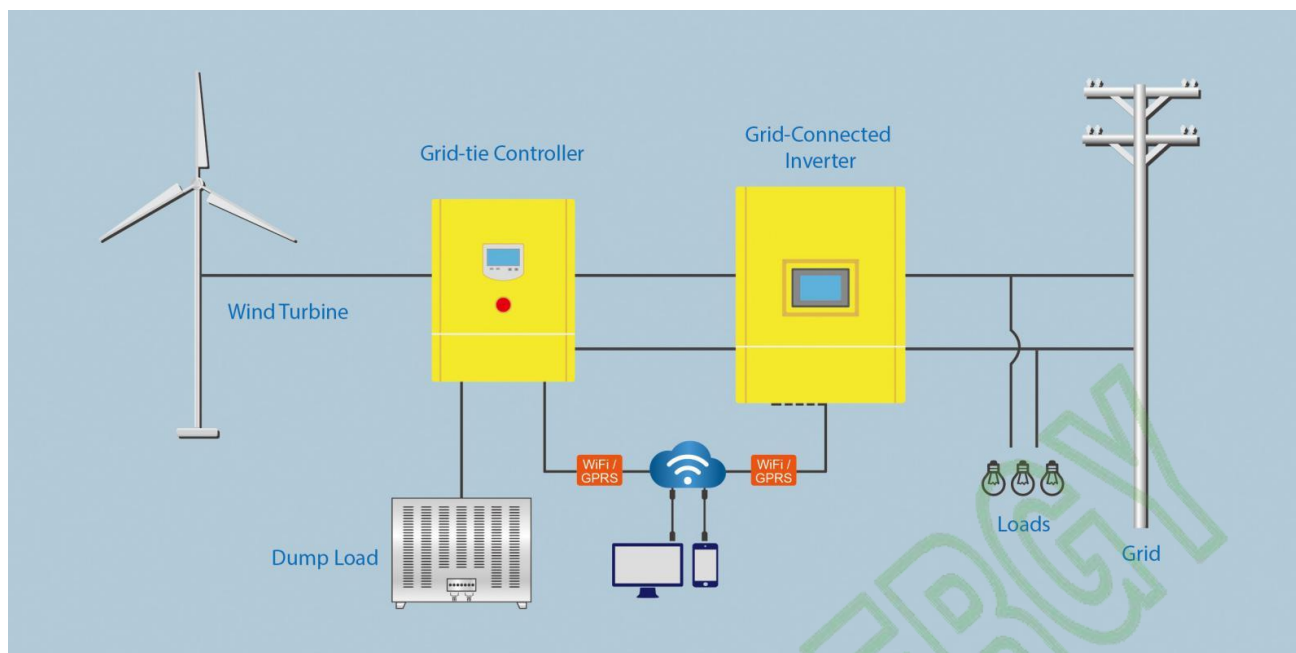 Grid-tie Controller
Grid-Connected
Inverter
Wind Turbine
WiFi /
GPRS
WiFi /
GPRS
Dump Load
Loads
Grid